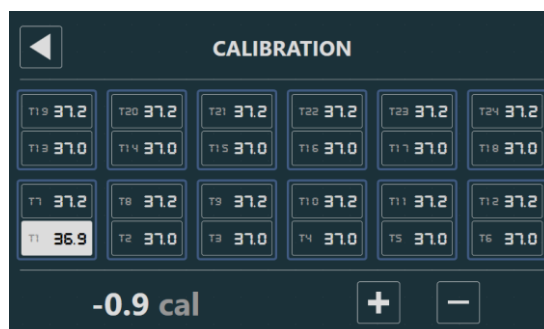 CALIBRATION
T19 37.2 T20 37.2 T21 37.2 T22 37.2 T23 37.2 T24 37.2
T13 37.0 T14 37.0 T15 37.0 T16 37.0 T17 37.0 T18 37.0
T7 37.2 T8 37.2 T9 37.2 T10 37.2 T11 37.2 T12 37.2
T1 36.9 T2 37.0 T3 37.0 T4 37.0 T5 37.0 T6 37.0
-0.9 cal + −